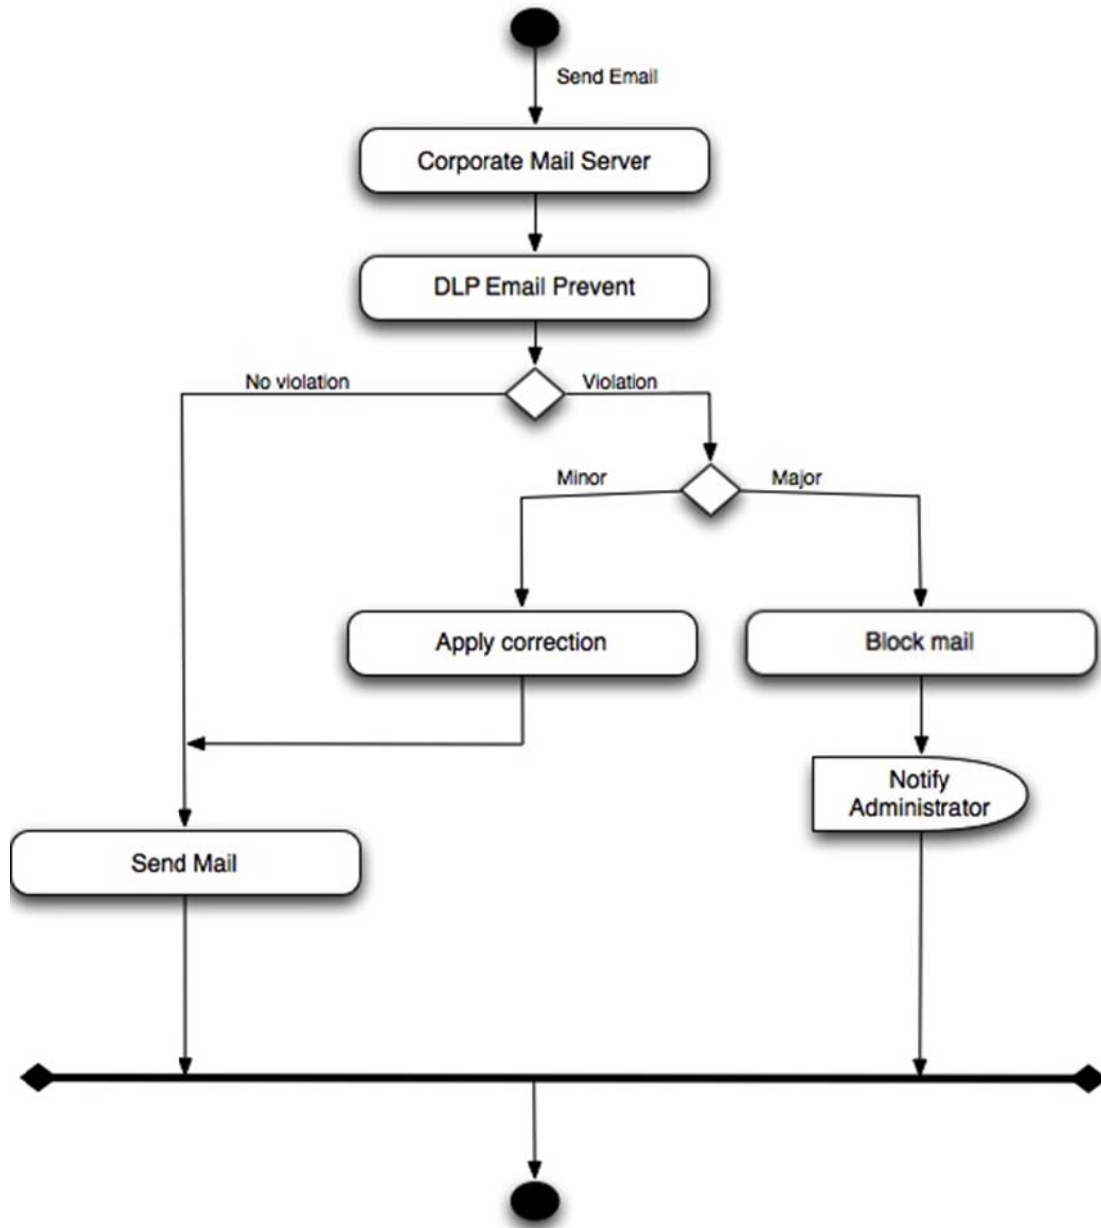 Send Email
Corporate Mail Server
DLP Email Prevent
No violation
Violation
Minor
Major
Apply correction
Block mail
Notify
Administrator
Send Mail